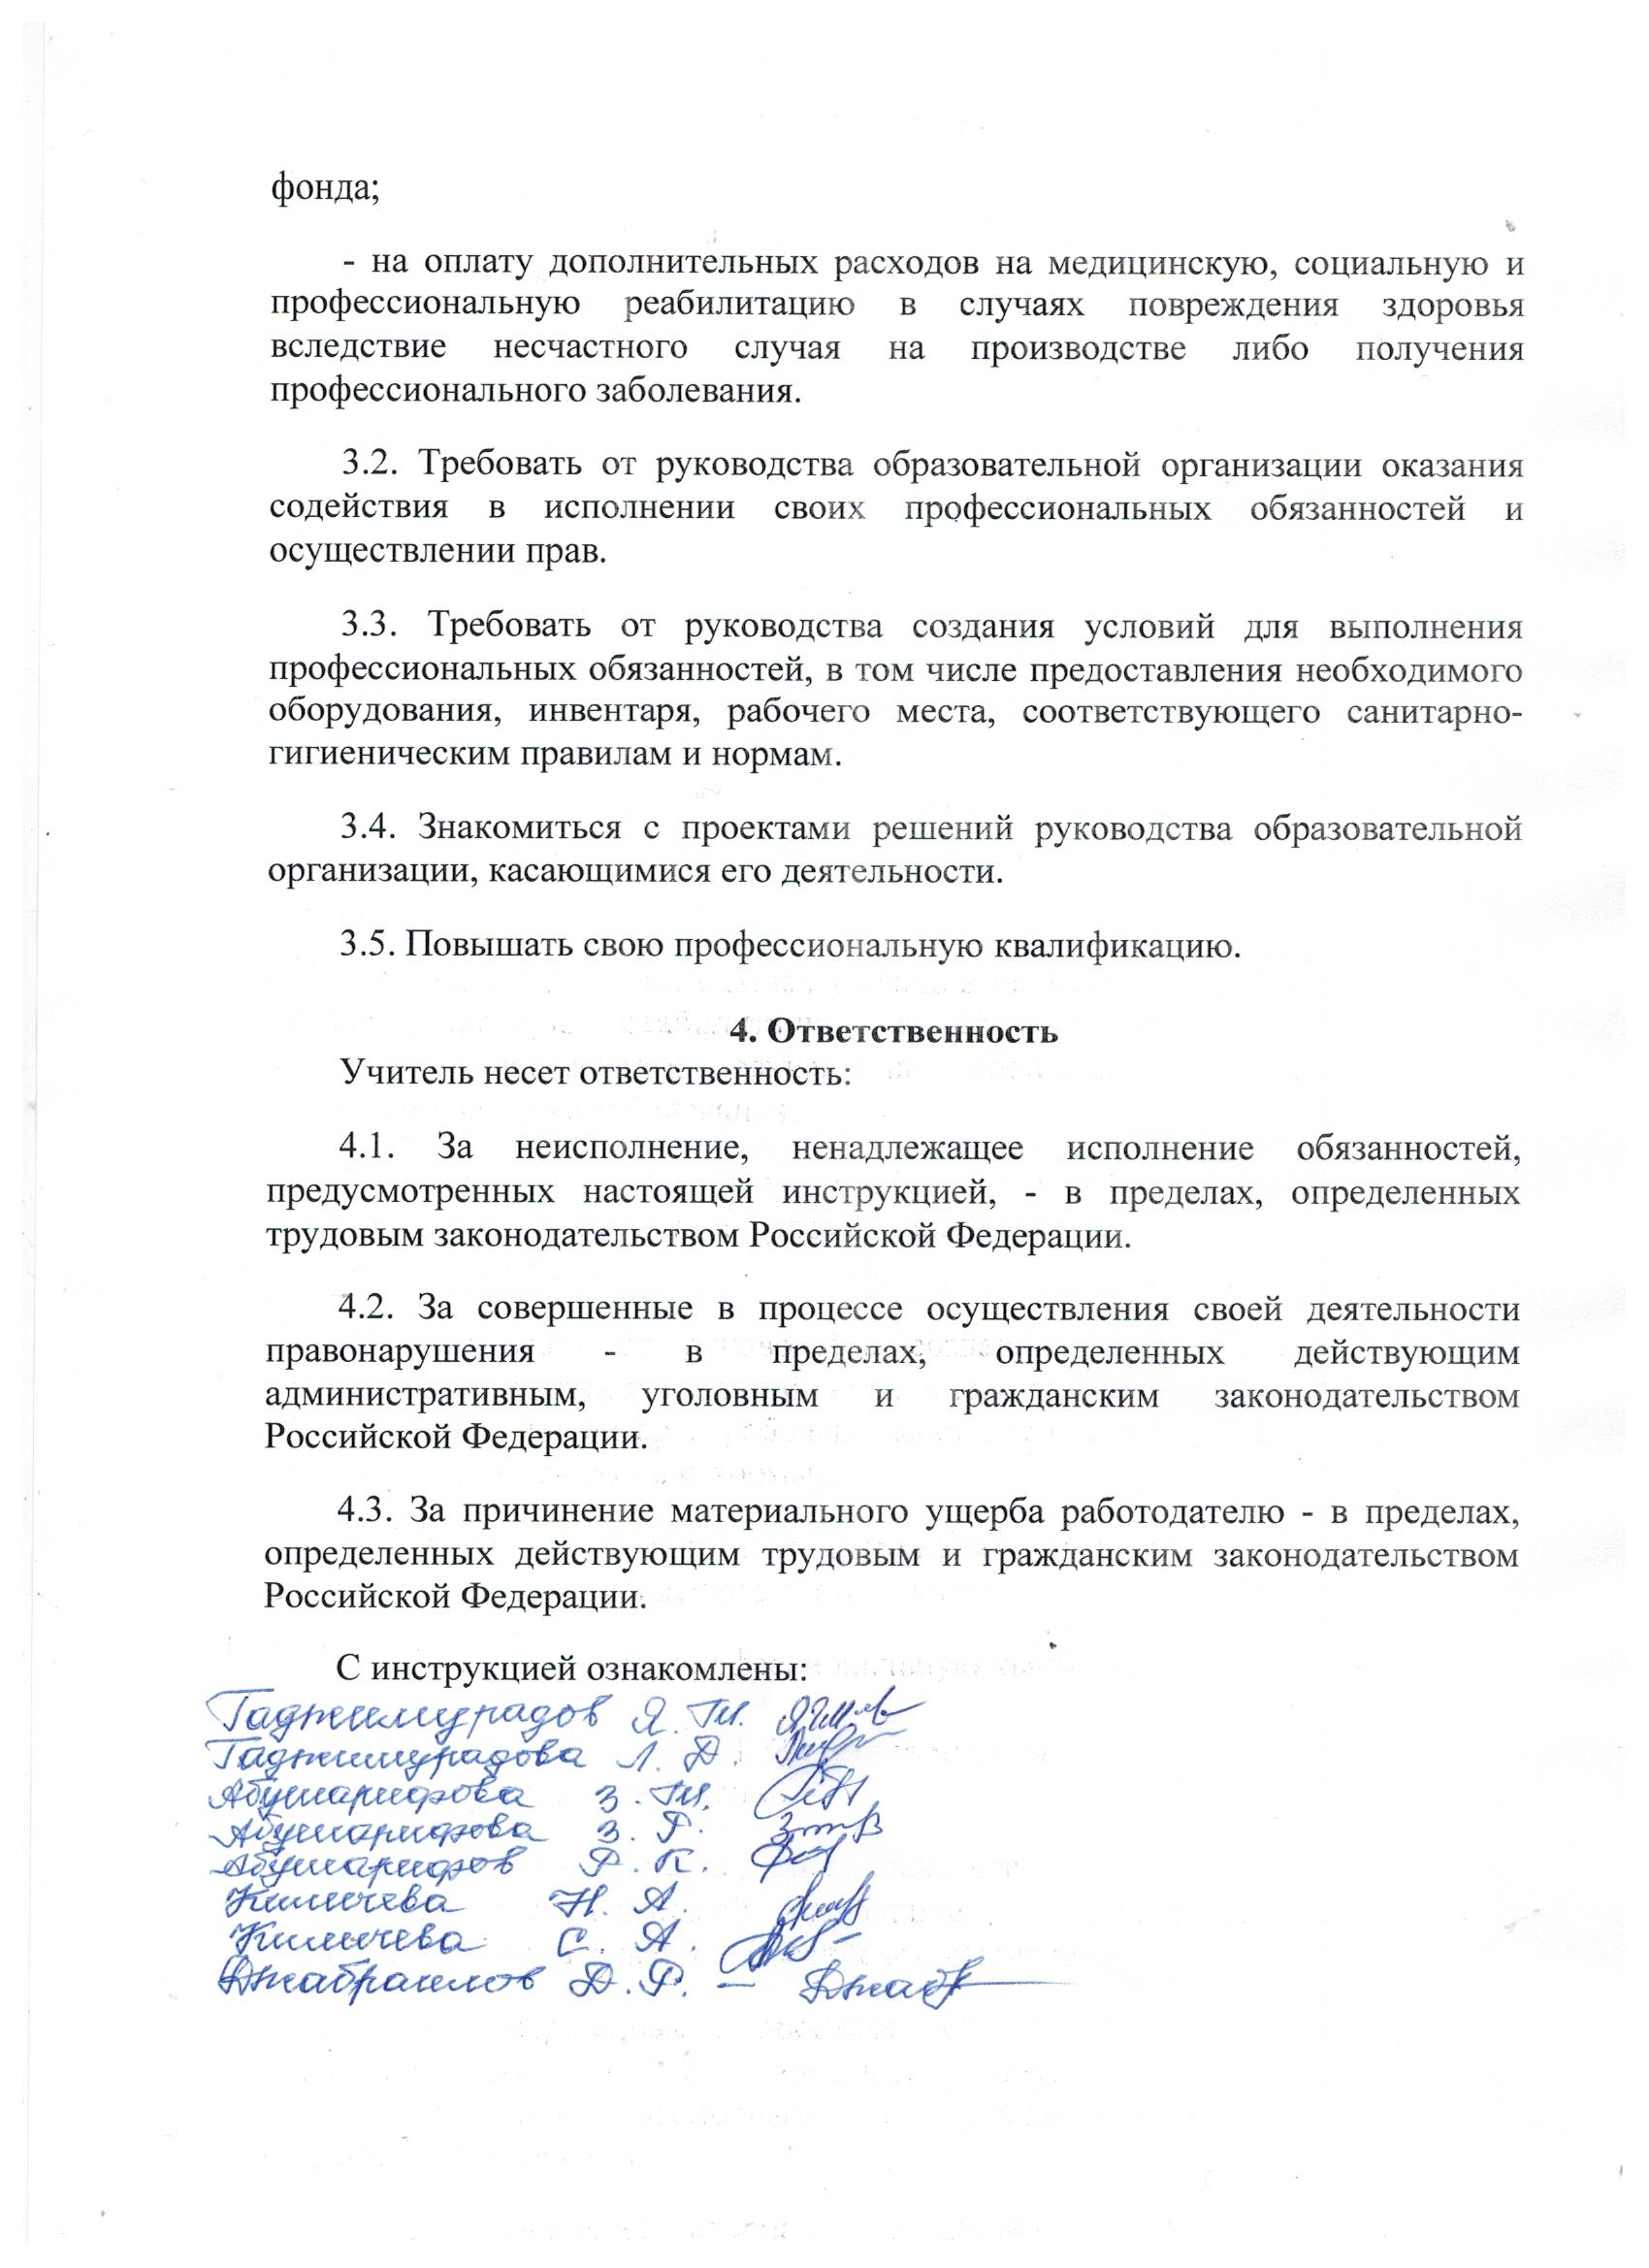 фонда;
- на оплату дополнительных расходов на медицинскую, социальную и
профессиональную реабилитацию в случаях повреждения здоровья
вследствие несчастного случая на производстве либо получения
профессионального заболевания.
3.2. Требовать от руководства образовательной организации оказания
содействия в исполнении своих профессиональных обязанностей и
осуществлении прав.
3.3. Требовать от руководства создания условий для выполнения
профессиональных обязанностей, в том числе предоставления необходимого
оборудования, инвентаря, рабочего места, соответствующего санитарно-
гигиеническим правилам и нормам.
3.4. Знакомиться с проектами решений руководства образовательной
организации, касающимися его деятельности.
3.5. Повышать свою профессиональную квалификацию.
4. Ответственность
Учитель несет ответственность:
4.1. За неисполнение, ненадлежащее исполнение обязанностей,
предусмотренных настоящей инструкцией, - в пределах, определенных
трудовым законодательством Российской Федерации.
4.2. За совершенные в процессе осуществления своей деятельности
правонарушения - в пределах, определенных действующим
административным, уголовным и гражданским законодательством
Российской Федерации.
4.3. За причинение материального ущерба работодателю - в пределах,
определенных действующим трудовым и гражданским законодательством
Российской Федерации.
С инструкцией ознакомлены:
Гаджимурадов Я. Ш.
Гаджимурадова Л. Д.
Абушарифова З. Ш.
Абушарифова З. Р.
Абушарифов Р. К.
Киличева Н. А.
Киличева С. А.
Джабраилов Д. Р. –